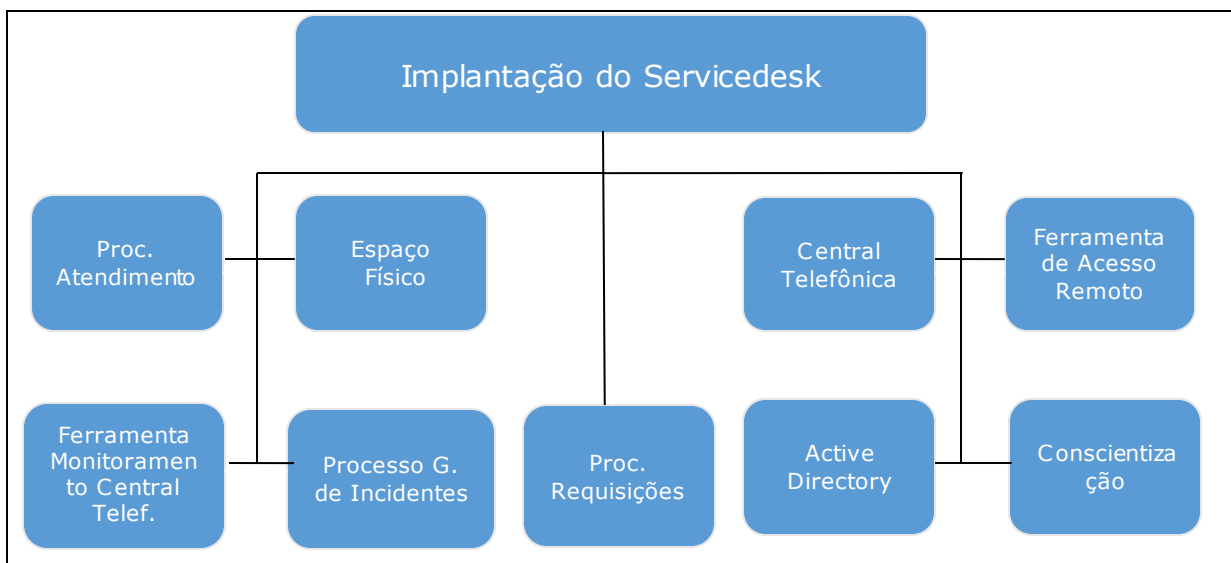 Implantação do Servicedesk
Proc.
Atendimento
Espaço
Físico
Central
Telefônica
Ferramenta
de Acesso
Remoto
Ferramenta
Monitoramen
to Central
Telef.
Processo G.
de Incidentes
Proc.
Requisições
Active
Directory
Conscientiza
ção